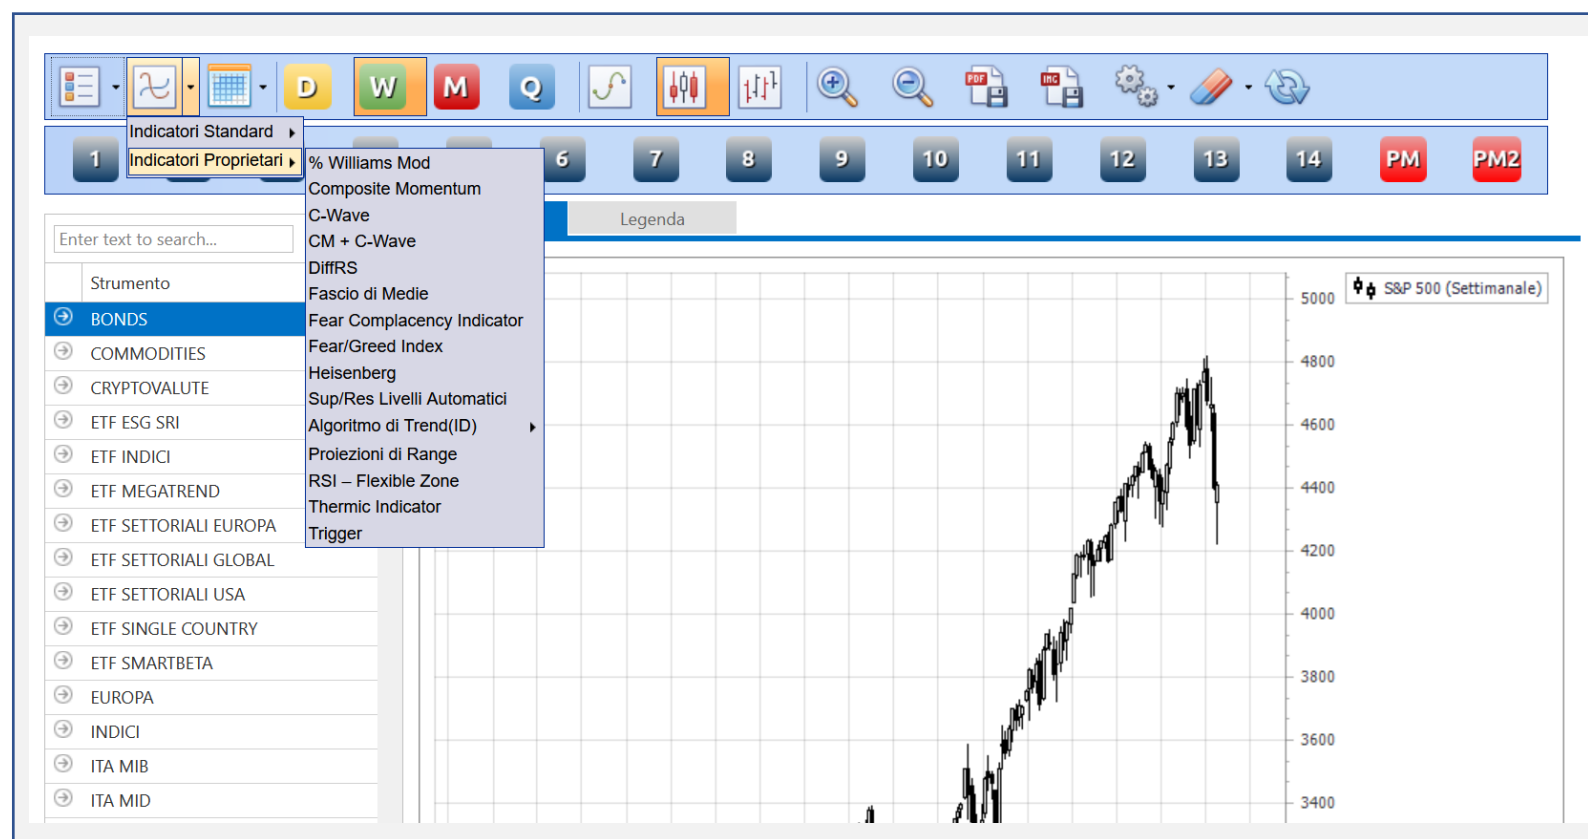 D W M Q
PDF
IMG
Indicatori Standard
Indicatori Proprietari
1 6 7 8 9 10 11 12 13 14 PM PM2
% Williams Mod
Composite Momentum
C-Wave
CM + C-Wave
DiffRS
Fascio di Medie
Fear Complacency Indicator
Fear/Greed Index
Heisenberg
Sup/Res Livelli Automatici
Algoritmo di Trend(ID)
Proiezioni di Range
RSI – Flexible Zone
Thermic Indicator
Trigger
Legenda
Enter text to search...
Strumento
BONDS
COMMODITIES
CRYPTOVALUTE
ETF ESG SRI
ETF INDICI
ETF MEGATREND
ETF SETTORIALI EUROPA
ETF SETTORIALI GLOBAL
ETF SETTORIALI USA
ETF SINGLE COUNTRY
ETF SMARTBETA
EUROPA
INDICI
ITA MIB
ITA MID
S&P 500 (Settimanale)
5000
4800
4600
4400
4200
4000
3800
3600
3400